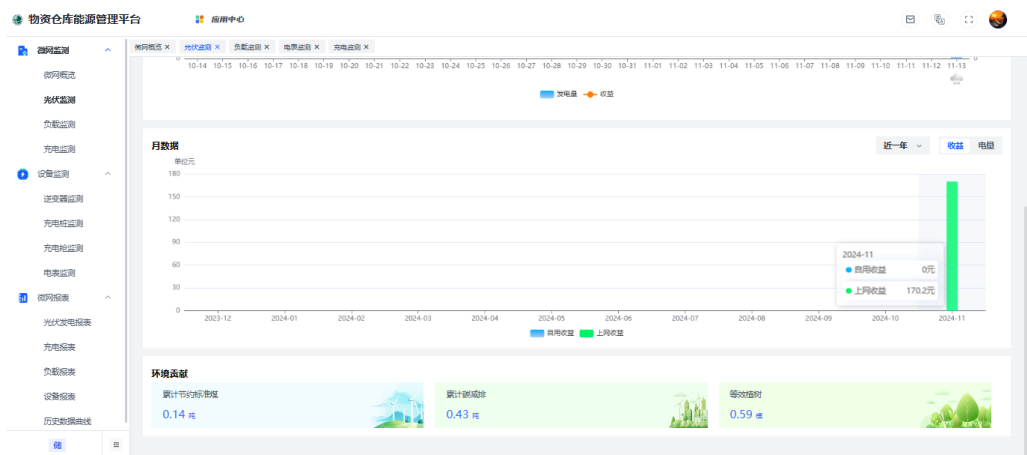 物资仓库能源管理平台
应用中心
微网监测
微网概览
光伏监测
负载监测
充电监测
设备监测
逆变器监测
充电桩监测
充电枪监测
电表监测
微网报表
光伏发电报表
充电报表
负载报表
设备报表
历史数据曲线
储
微网概览 ×
光伏监测 ×
负载监测 ×
电表监测 ×
充电监测 ×
0
0
10-14 10-15 10-16 10-17 10-18 10-19 10-20 10-21 10-22 10-23 10-24 10-25 10-26 10-27 10-28 10-29 10-30 10-31 11-01 11-02 11-03 11-04 11-05 11-06 11-07 11-08 11-09 11-10 11-11 11-12 11-13
发电量 收益
月数据
近一年
收益 电量
单位元
180
150
120
90
60
30
0
2024-11
自用收益 0元
上网收益 170.2元
2023-12 2024-01 2024-02 2024-03 2024-04 2024-05 2024-06 2024-07 2024-08 2024-09 2024-10 2024-11
自用收益 上网收益
环境贡献
累计节约标准煤
0.14 吨
累计碳减排
0.43 吨
等效植树
0.59 棵